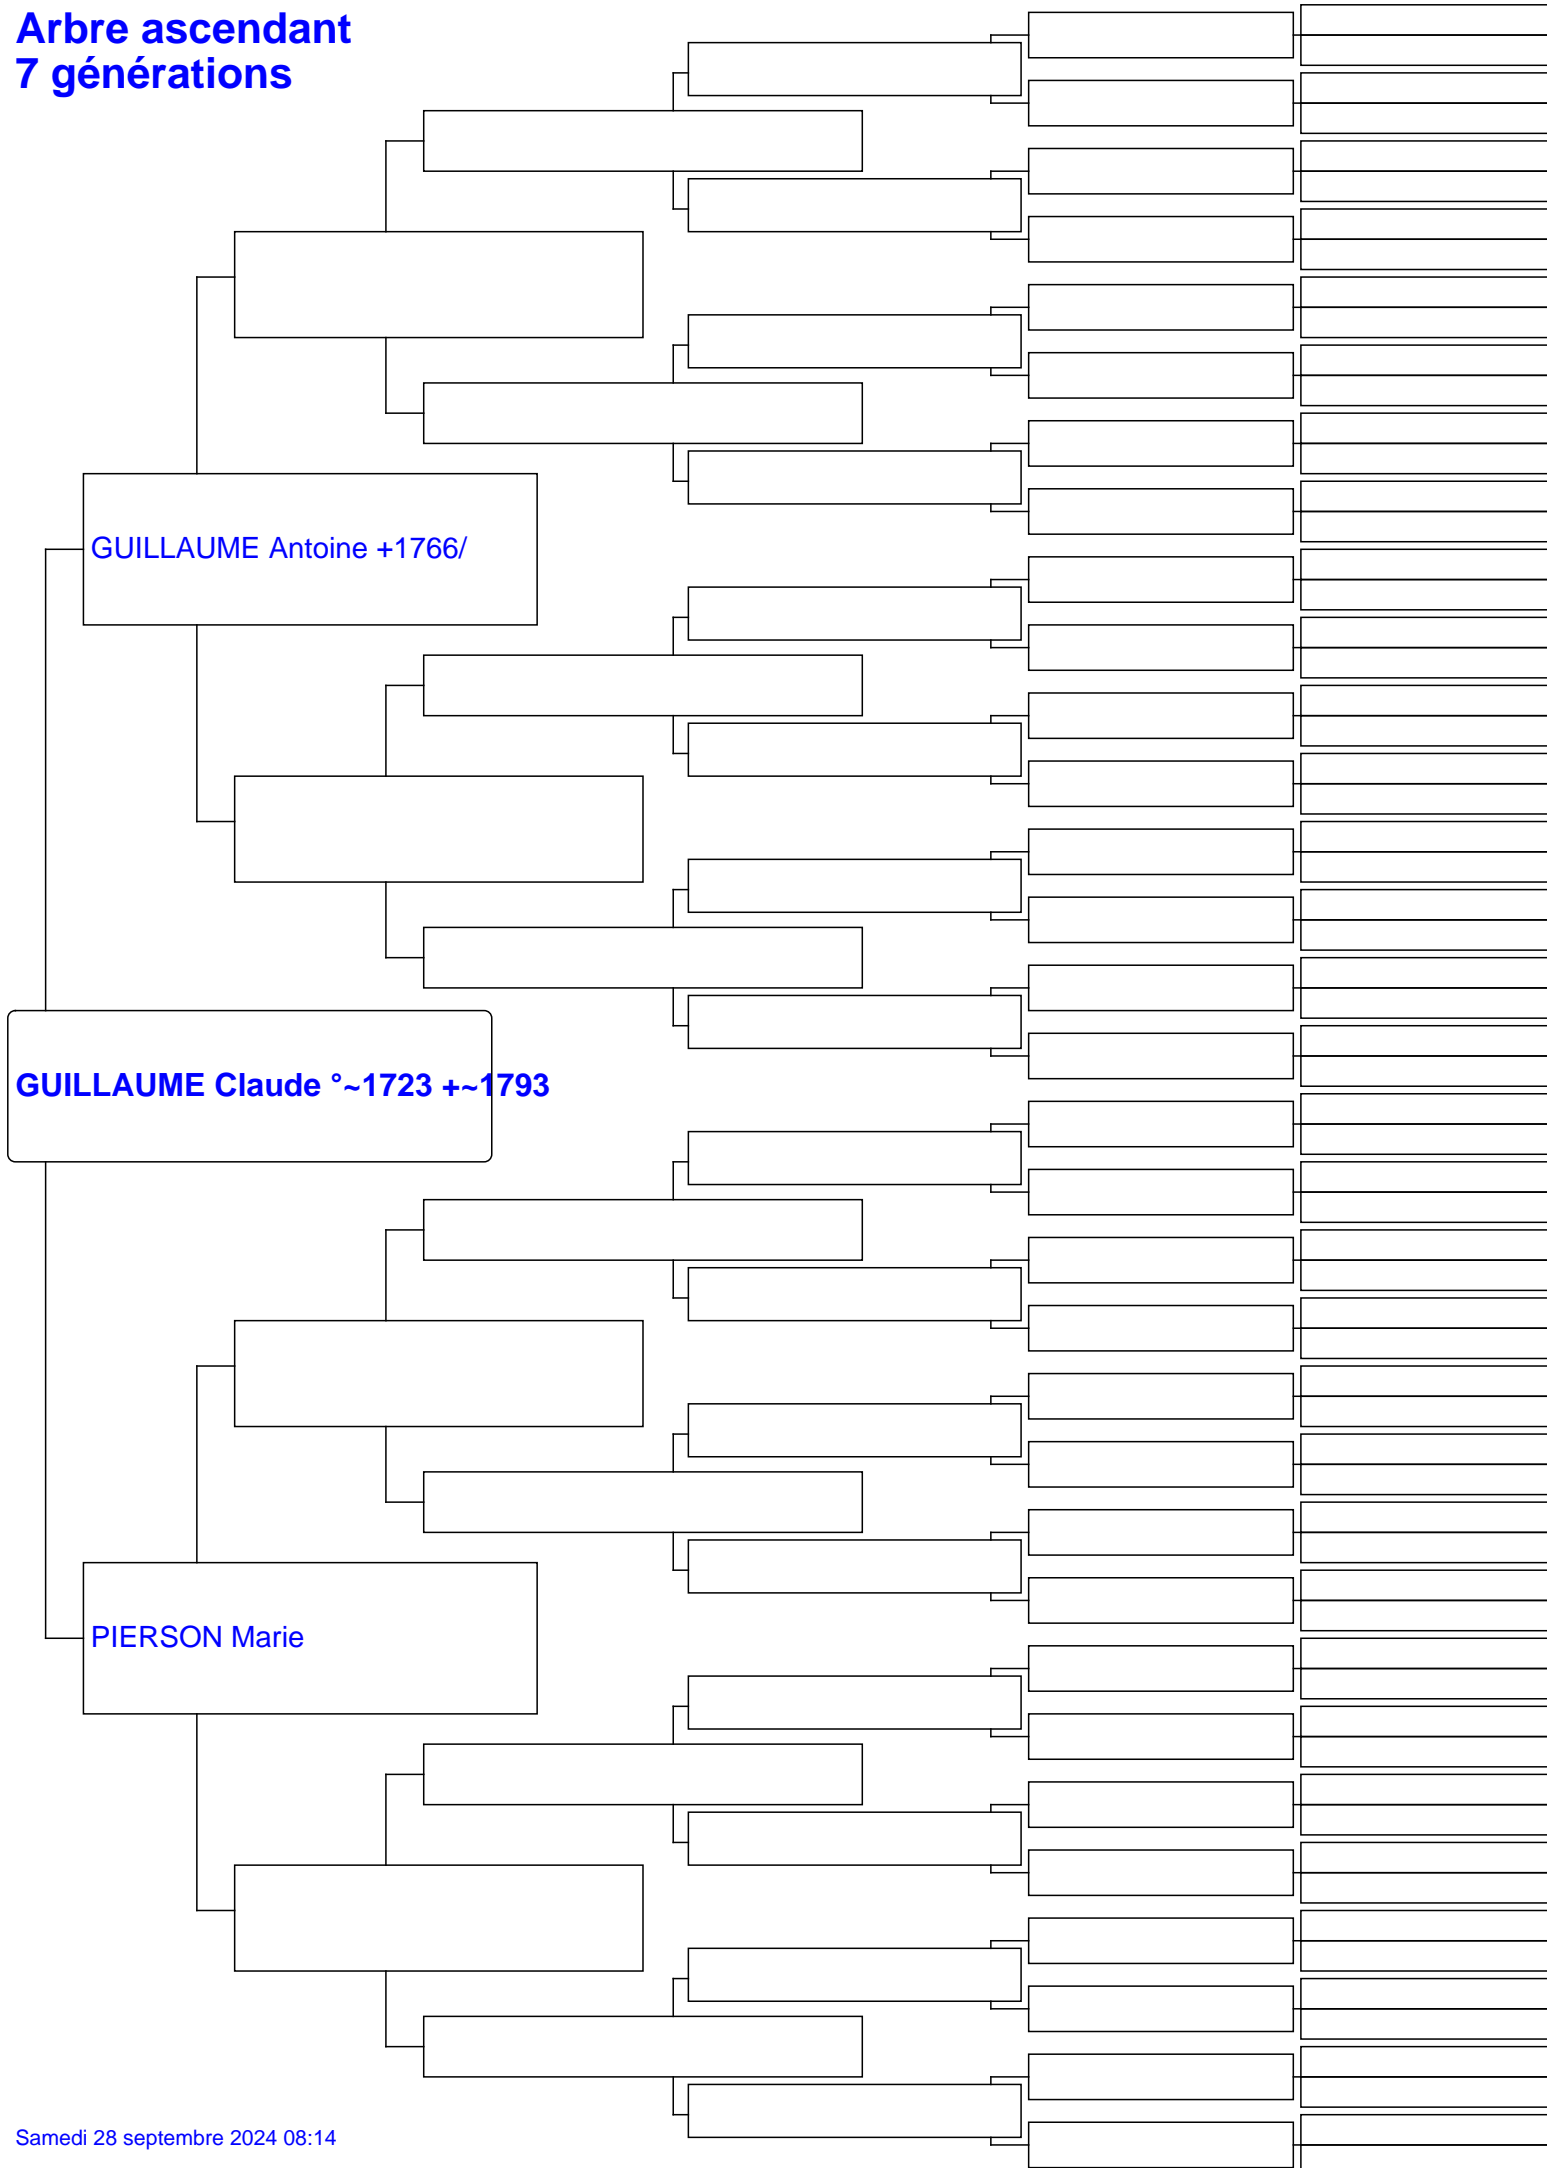 Arbre ascendant
7 générations
GUILLAUME Antoine +1766/
GUILLAUME Claude °~1723 +~1793
PIERSON Marie
Samedi 28 septembre 2024 08:14